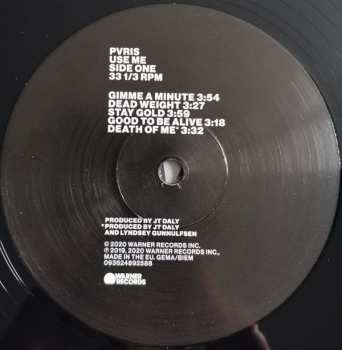 PVRIS
USE ME
SIDE ONE
33 1/3 RPM
GIMME A MINUTE 3:54
DEAD WEIGHT 3:27
STAY GOLD 3:59
GOOD TO BE ALIVE 3:18
DEATH OF ME* 3:32
PRODUCED BY JT DALY
*PRODUCED BY JT DALY
AND LYNDSEY GUNNULFSEN
© 2020 WARNER RECORDS INC.
℗ 2019, 2020 WARNER RECORDS INC.,
MADE IN THE EU. GEMA/BIEM
093624892588
WARNER
RECORDS